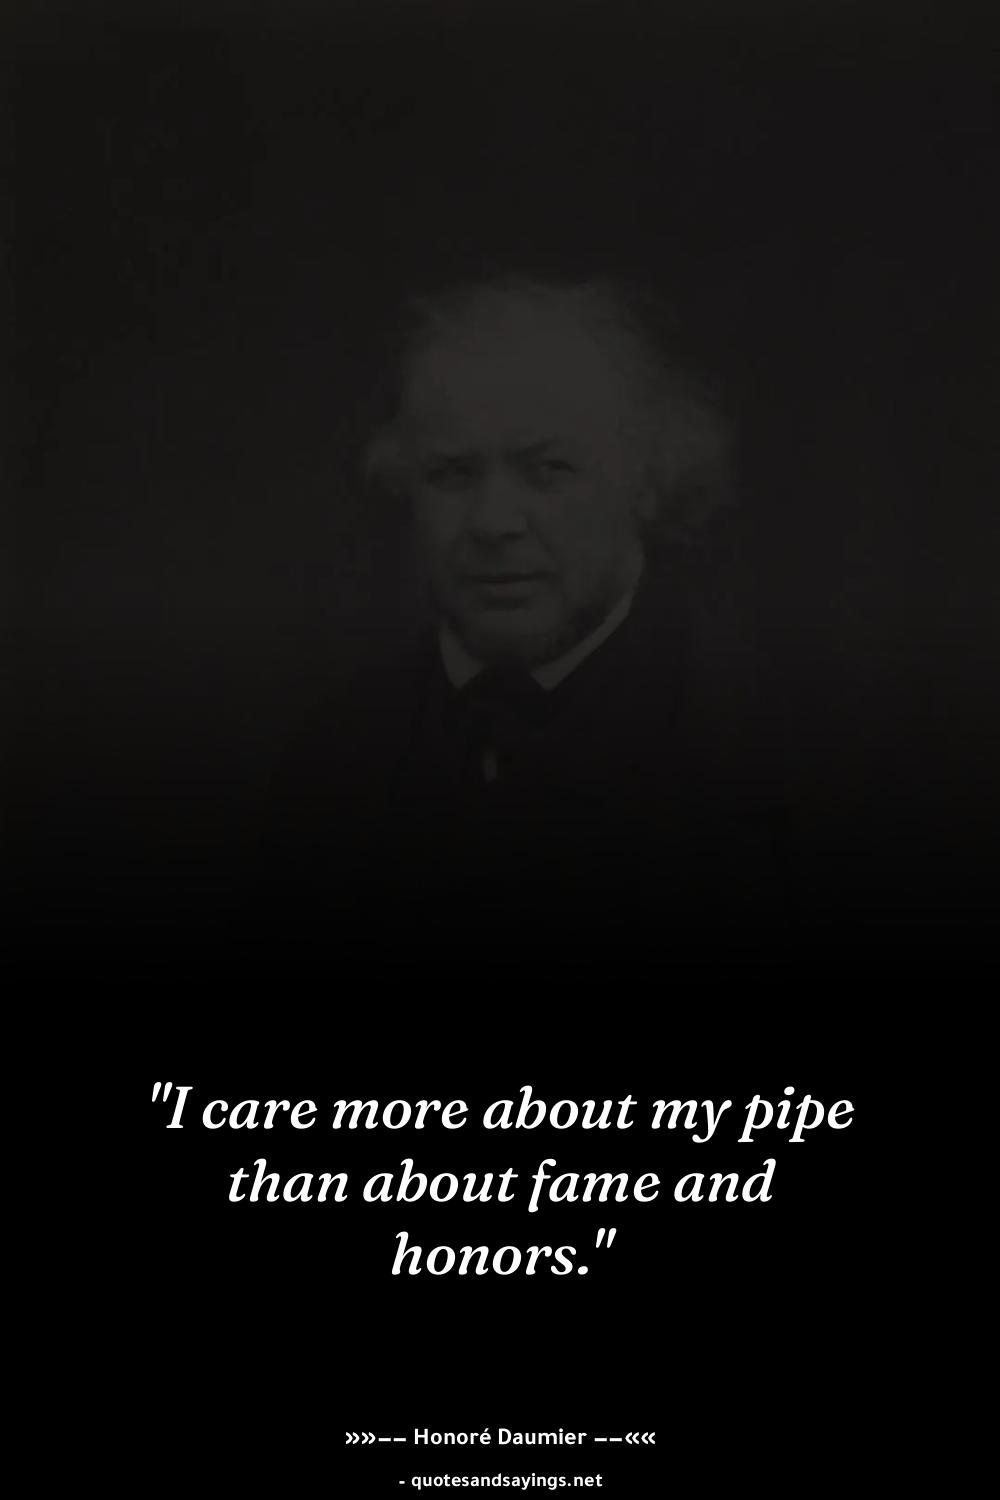 "I care more about my pipe
than about fame and
honors."
»»−− Honoré Daumier −−««
- quotesandsayings.net